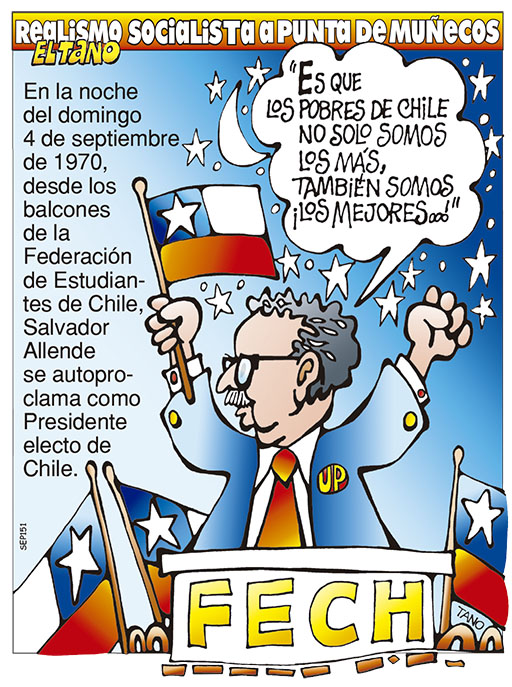 REALISMO SOCIALISTA A PUNTA DE MUÑECOS
EL TANO
En la noche
del domingo
4 de septiembre
de 1970,
desde los
balcones
de la
Federación
de Estudian-
tes de Chile,
Salvador
Allende
se autopro-
clama como
Presidente
electo de
Chile.
"ES QUE
LOS POBRES DE CHILE
NO SOLO SOMOS
LOS MÁS,
TAMBIÉN SOMOS
¡LOS MEJORES...!"
UP
SEP151
FECH
TANO